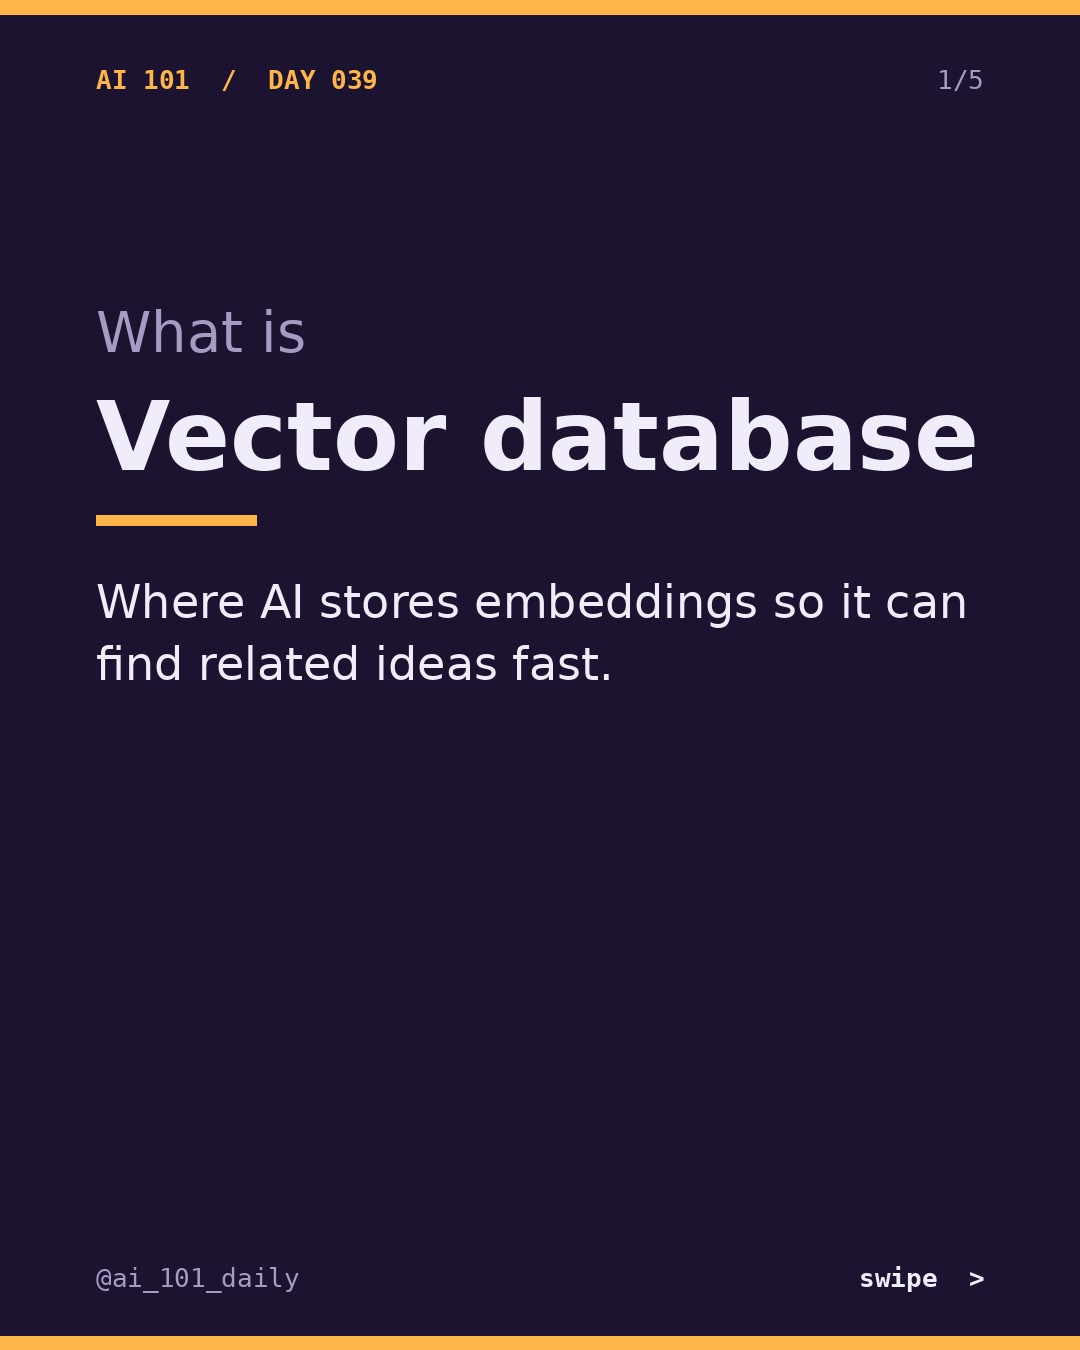 AI 101 / DAY 039
1/5
What is
Vector database
Where AI stores embeddings so it can
find related ideas fast.
@ai_101_daily
swipe >